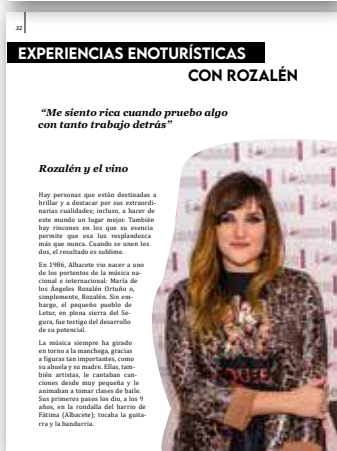 32
EXPERIENCIAS ENOTURÍSTICAS
CON ROZALÉN
“Me siento rica cuando pruebo algo
con tanto trabajo detrás”
Rozalén y el vino
Hay personas que están destinadas a
brillar y a destacar por sus extraordi-
narias cualidades; incluso, a hacer de
este mundo un lugar mejor. También
hay rincones en los que su esencia
permite que esa luz resplandezca
más que nunca. Cuando se unen los
dos, el resultado es sublime.
En 1986, Albacete vio nacer a uno
de los portentos de la música na-
cional e internacional: María de
los Ángeles Rozalén Ortuño o,
simplemente, Rozalén. Sin em-
bargo, el pequeño pueblo de
Letur, en plena sierra del Se-
gura, fue testigo del desarrollo
de su potencial.
La música siempre ha girado
en torno a la manchega, gracias
a figuras tan importantes, como
su abuela y su madre. Ellas, tam-
bién artistas, le cantaban can-
ciones desde muy pequeña y le
animaban a tomar clases de baile.
Sus primeros pasos los dio, a los 9
años, en la rondalla del barrio de
Fátima (Albacete); tocaba la guita-
rra y la bandurria.